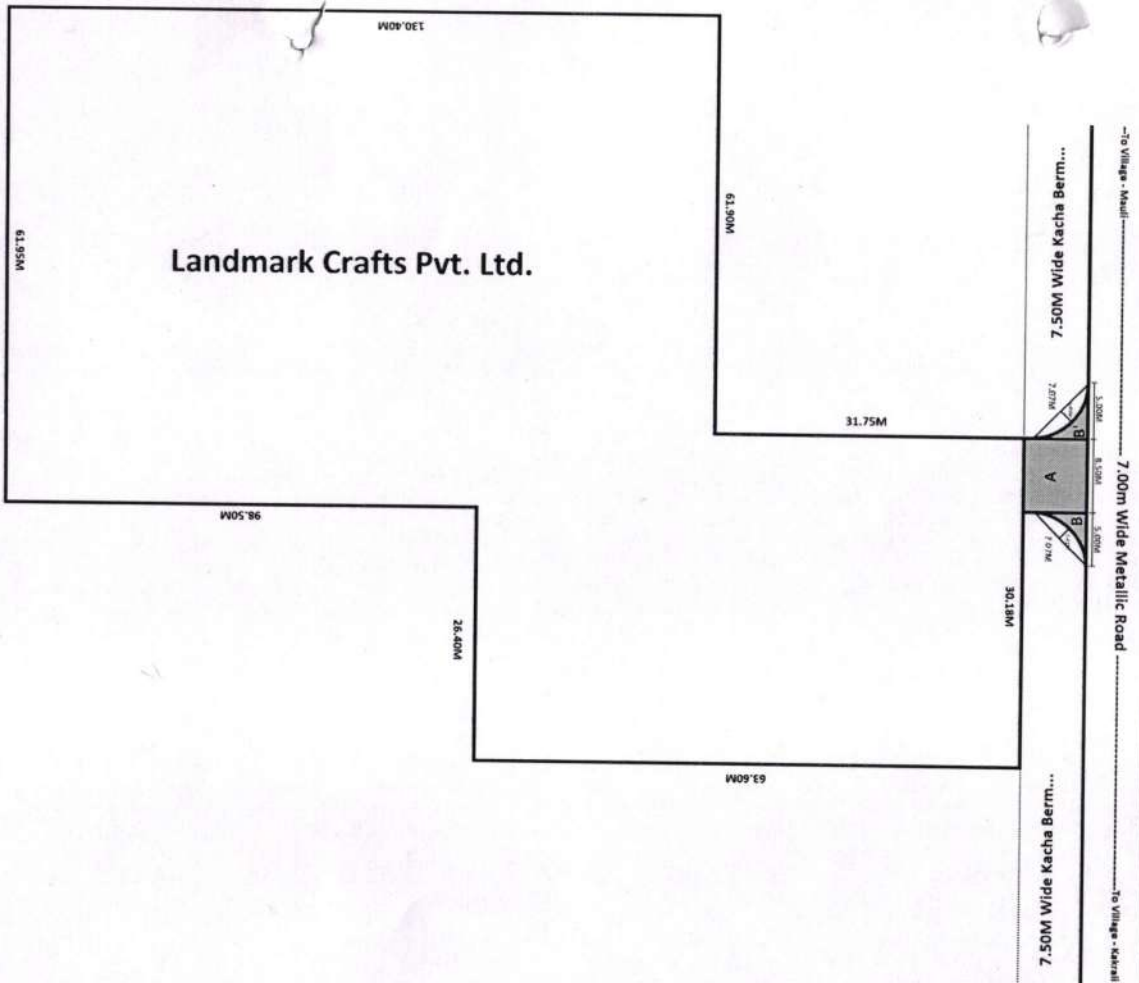 130.40M
61.95M
Landmark Crafts Pvt. Ltd.
61.90M
31.75M
98.50M
26.40M
63.60M
30.18M
7.50M Wide Kacha Berm...
7.50M Wide Kacha Berm...
7.07M
B'
A
B
7.07M
5.00M
8.50M
5.00M
--To Village - Mauli
7.00m Wide Metallic Road
To Village - Kakrali